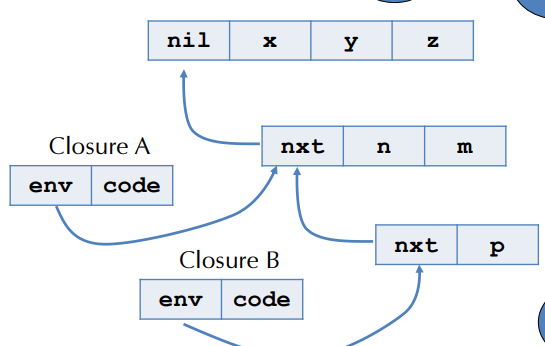 nil x y z
nxt n m
Closure A
env code
nxt p
Closure B
env code